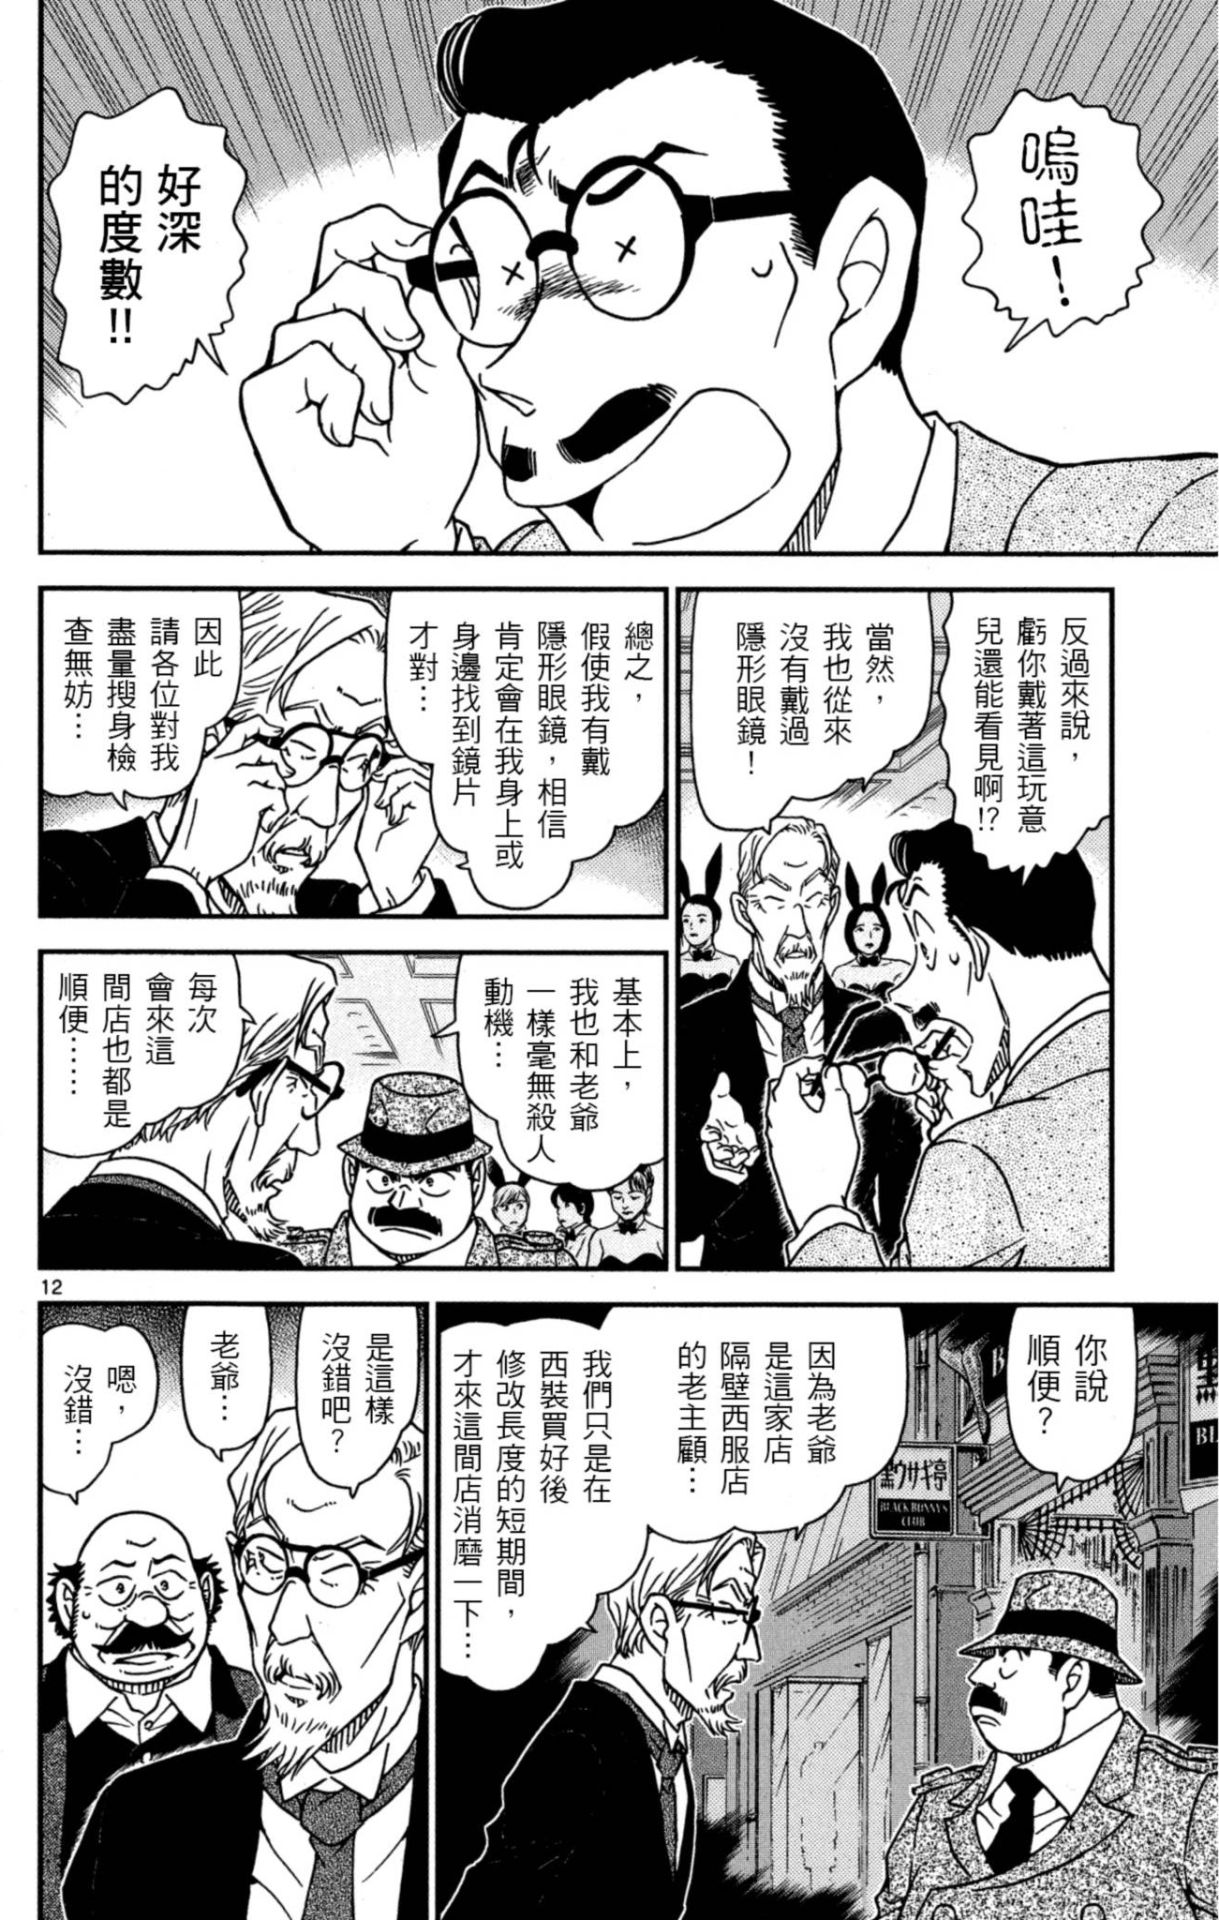 嗚哇！
好深
的度數!!
反過來說，
虧你戴著這玩意
兒還能看見啊!?
當然，
我也從來
沒有戴過
隱形眼鏡！
總之，
假使我有戴
隱形眼鏡，相信
肯定會在我身上或
身邊找到鏡片
才對…
因此
請各位對我
盡量搜身檢
查無妨…
基本上，
我也和老爺
一樣毫無殺人
動機…
每次
會來這
間店也都是
順便……
12
你說
順便？
因為老爺
是這家店
隔壁西服店
的老主顧…
我們只是在
西裝買好後
修改長度的短期間，
才來這間店消磨一下…
黒ウサギ亭
BLACK BUNNY'S
CLUB
B
BL
黒
BL
是這樣
沒錯吧？
老爺…
嗯，
沒錯…